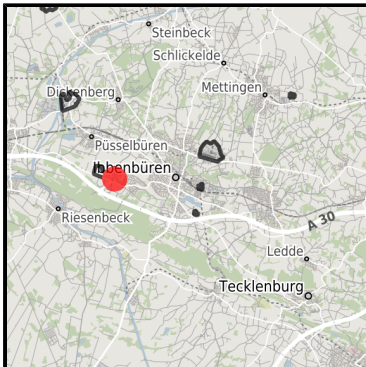 Steinbeck
Schlickelde
Dickenberg
Mettingen
Püsselbüren
Ibbenbüren
Riesenbeck
A 30
Ledde
Tecklenburg